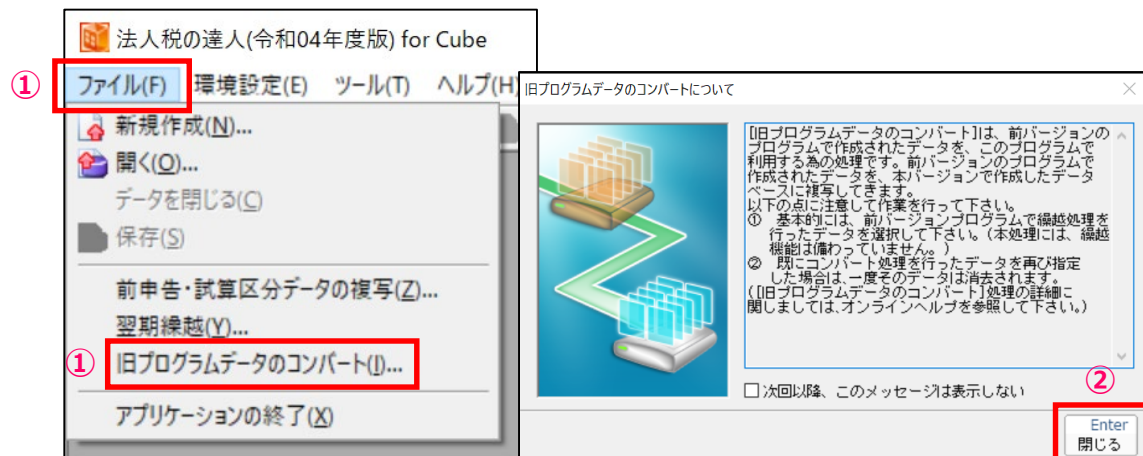 法人税の達人(令和04年度版) for Cube
① ファイル(F) 環境設定(E) ツール(T) ヘルプ(H)
新規作成(N)...
開く(O)...
データを閉じる(C)
保存(S)
前申告・試算区分データの複写(Z)...
翌期繰越(Y)...
① 旧プログラムデータのコンバート(I)...
アプリケーションの終了(X)
旧プログラムデータのコンバートについて
[旧プログラムデータのコンバート]は、前バージョンの
プログラムで作成されたデータを、このプログラムで
利用する為の処理です。前バージョンのプログラムで
作成されたデータを、本バージョンで作成したデータ
ベースに複写してきます。
以下の点に注意して作業を行って下さい。
① 基本的には、前バージョンプログラムで繰越処理を
行ったデータを選択して下さい。(本処理には、繰越
機能は備わっていません。)
② 既にコンバート処理を行ったデータを再び指定
した場合は、一度そのデータは消去されます。
([旧プログラムデータのコンバート]処理の詳細に
関しましては、オンラインヘルプを参照して下さい。)
次回以降、このメッセージは表示しない
②
Enter
閉じる